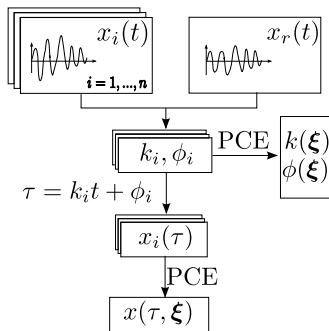 x_i(t)
i = 1, ..., n
x_r(t)
k_i, ϕ_i
PCE
k(ξ)
ϕ(ξ)
τ = k_i t + ϕ_i
x_i(τ)
PCE
x(τ, ξ)